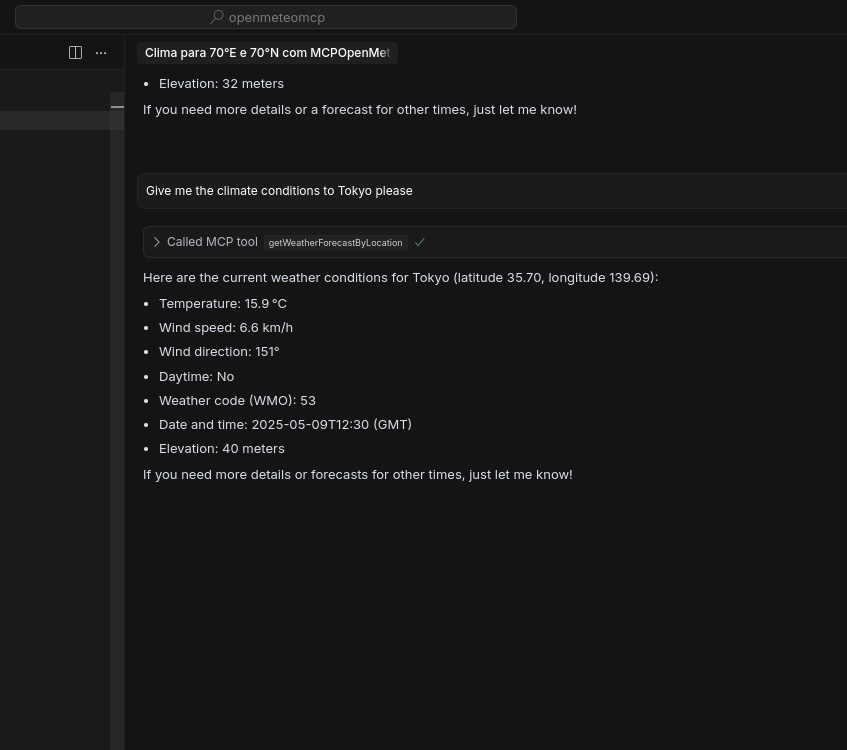 openmeteomcp
Clima para 70°E e 70°N com MCPOpenMet
• Elevation: 32 meters
If you need more details or a forecast for other times, just let me know!
Give me the climate conditions to Tokyo please
Called MCP tool getWeatherForecastByLocation
Here are the current weather conditions for Tokyo (latitude 35.70, longitude 139.69):
• Temperature: 15.9 °C
• Wind speed: 6.6 km/h
• Wind direction: 151°
• Daytime: No
• Weather code (WMO): 53
• Date and time: 2025-05-09T12:30 (GMT)
• Elevation: 40 meters
If you need more details or forecasts for other times, just let me know!